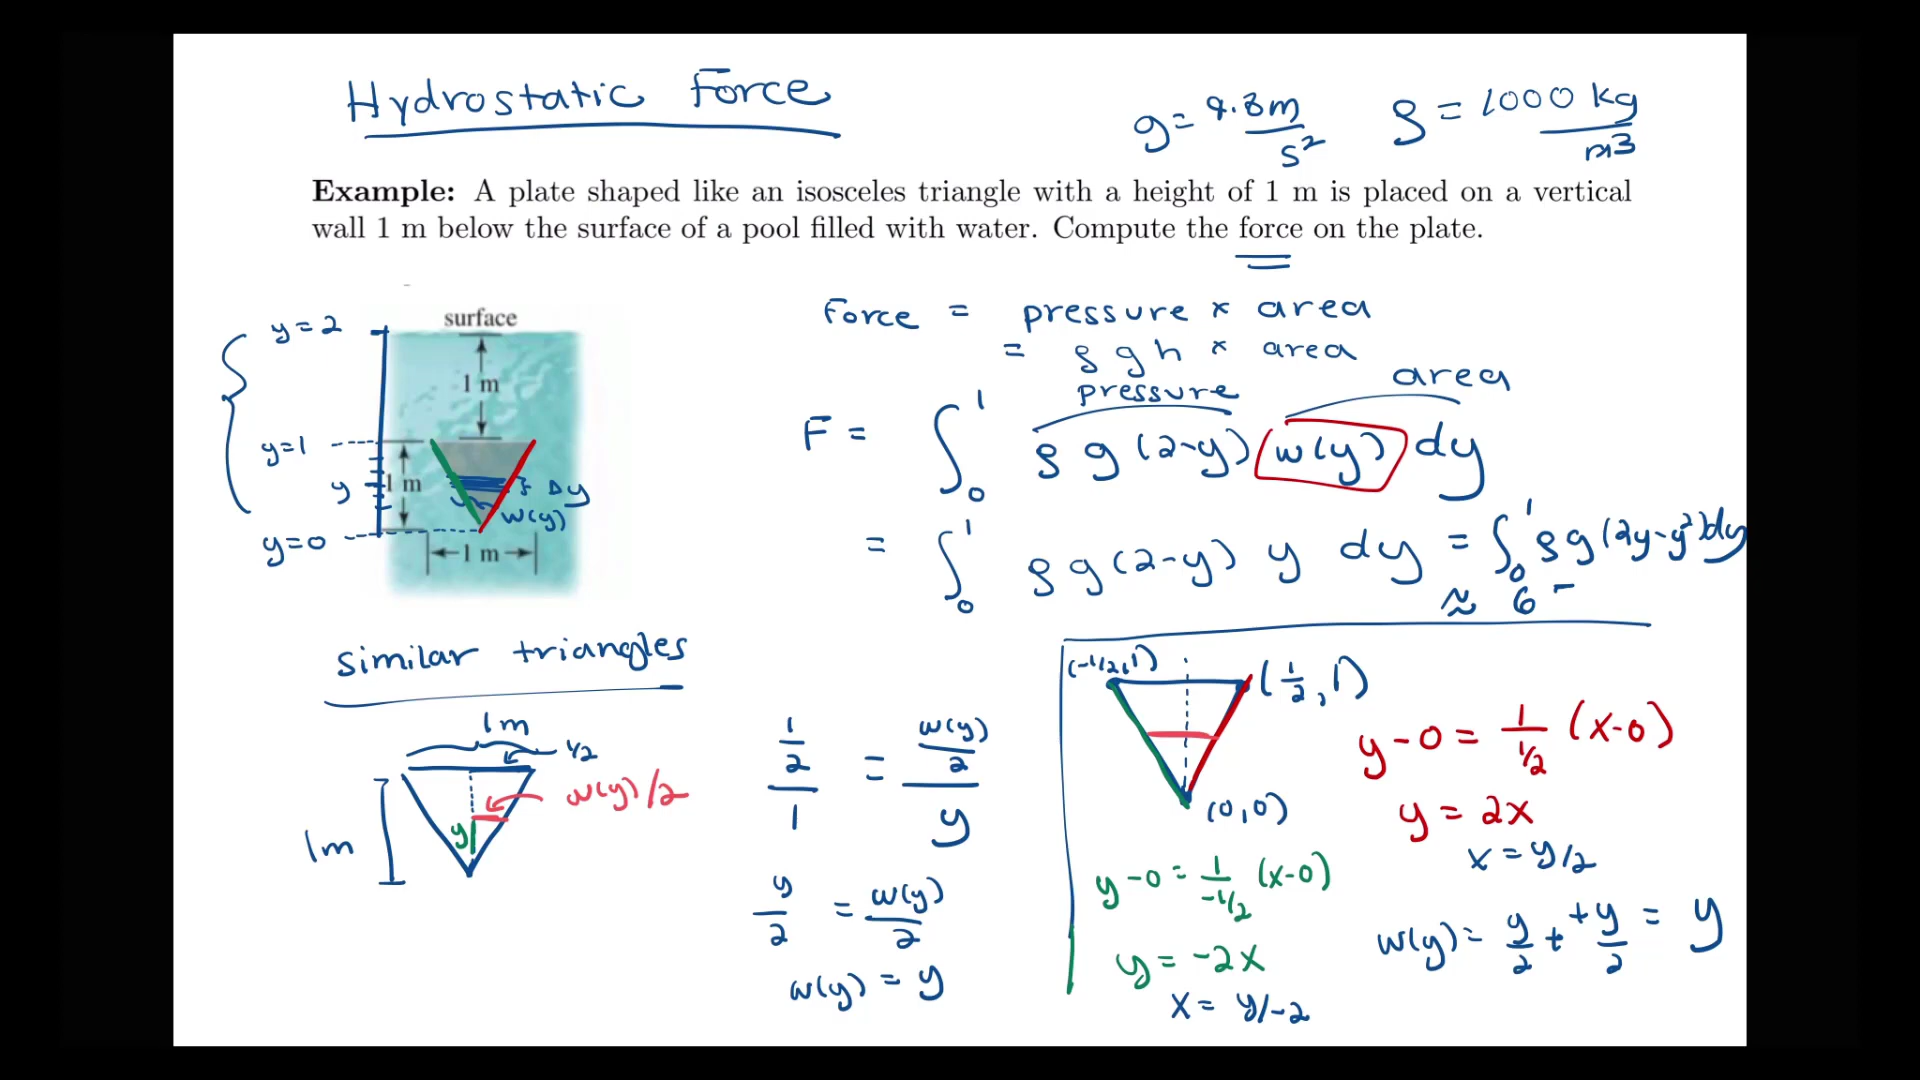 Hydrostatic Force
g = 9.8 m/s²
ρ = 1000 kg/m³
Example: A plate shaped like an isosceles triangle with a height of 1 m is placed on a vertical
wall 1 m below the surface of a pool filled with water. Compute the force on the plate.
surface
y=2
1 m
y=1
y
1 m
Δy
w(y)
y=0
1 m
Force = pressure × area
= ρgh × area
pressure
area
F = ∫₀¹ ρg(2-y) w(y) dy
= ∫₀¹ ρg(2-y) y dy = ∫₀¹ ρg(2y-y²)dy
≈ 6
similar triangles
1m
1/2
w(y)/2
y
1m
(1/2)/1 = (w(y)/2)/y
y/2 = w(y)/2
w(y) = y
(-1/2,1)
(1/2, 1)
(0,0)
y-0 = 1/(1/2) (x-0)
y = 2x
x = y/2
y-0 = 1/(-1/2) (x-0)
y = -2x
x = y/-2
w(y) = y/2 + +y/2 = y